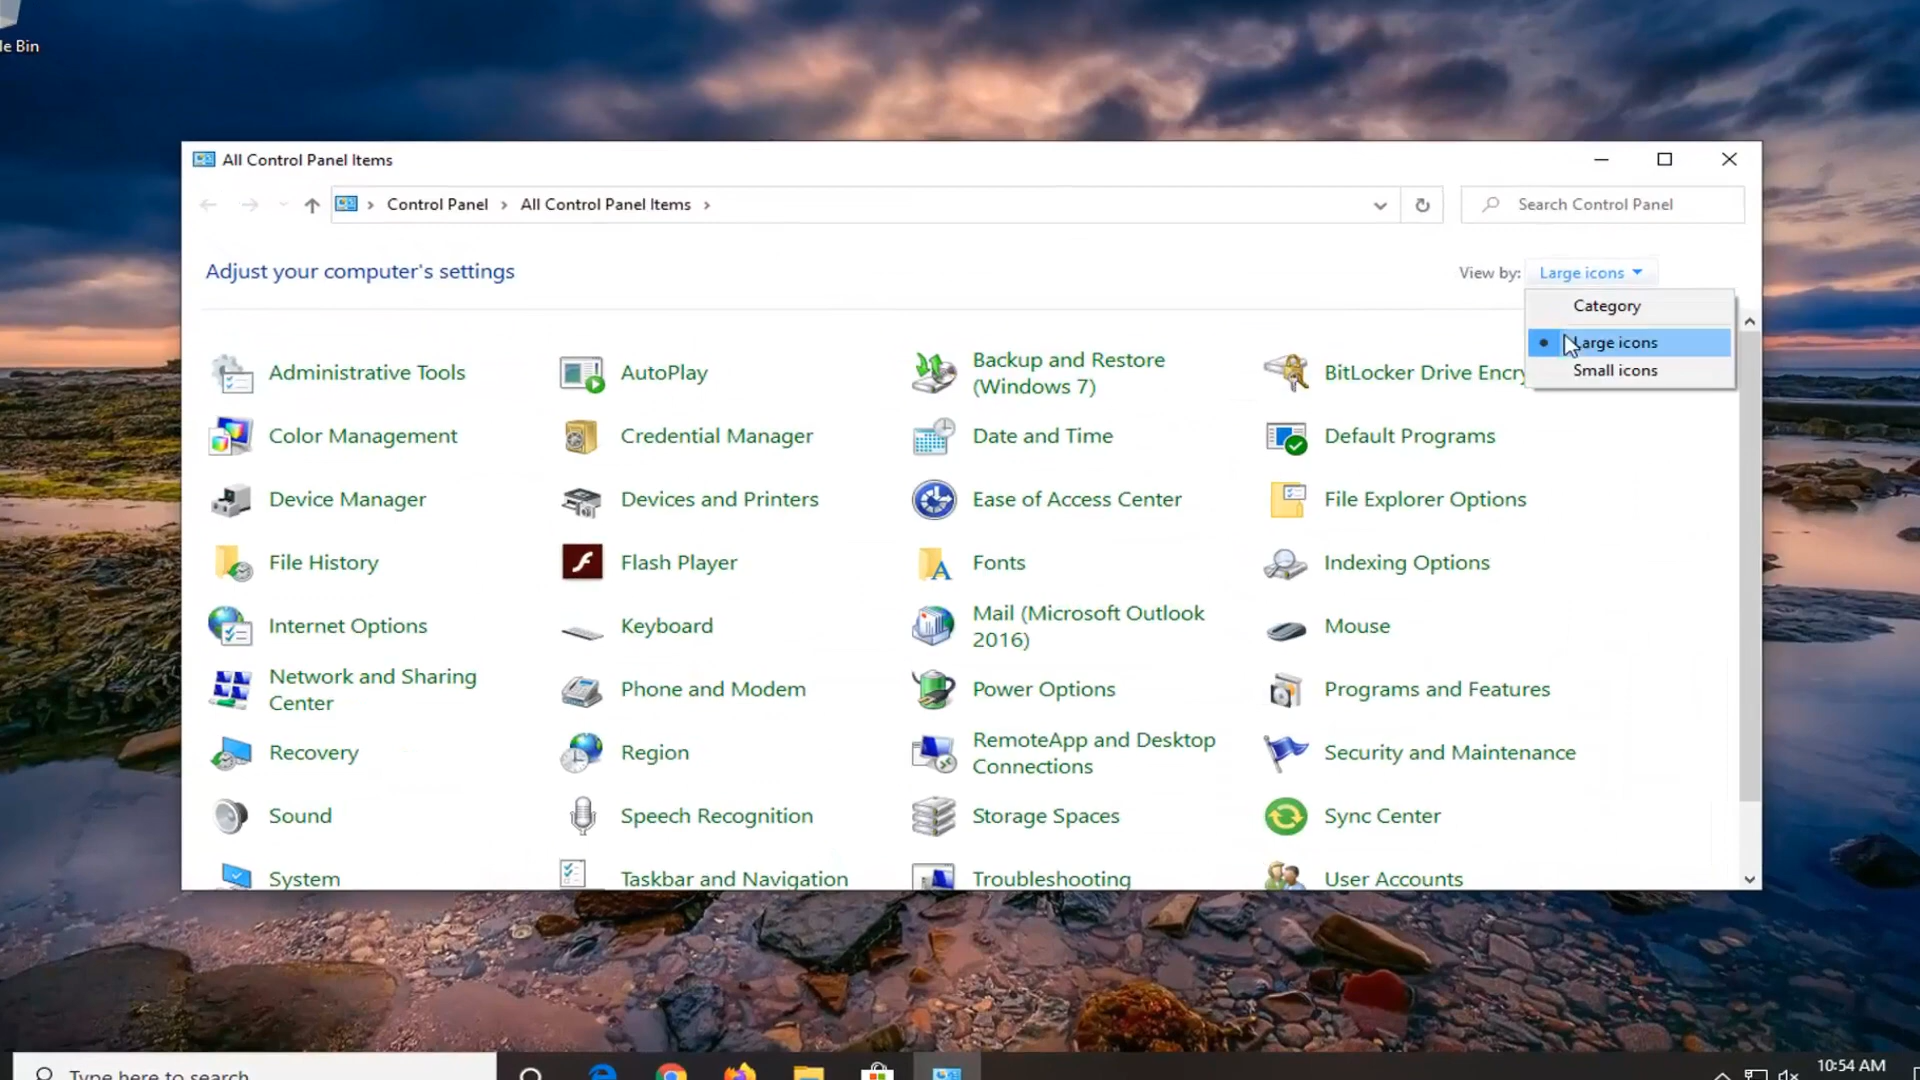 le Bin
All Control Panel Items
Control Panel
All Control Panel Items
Search Control Panel
Adjust your computer's settings
View by:
Large icons
Category
Large icons
Small icons
Administrative Tools
AutoPlay
Backup and Restore
(Windows 7)
BitLocker Drive Encry
Color Management
Credential Manager
Date and Time
Default Programs
Device Manager
Devices and Printers
Ease of Access Center
File Explorer Options
File History
Flash Player
Fonts
Indexing Options
Internet Options
Keyboard
Mail (Microsoft Outlook
2016)
Mouse
Network and Sharing
Center
Phone and Modem
Power Options
Programs and Features
Recovery
Region
RemoteApp and Desktop
Connections
Security and Maintenance
Sound
Speech Recognition
Storage Spaces
Sync Center
System
Taskbar and Navigation
Troubleshooting
User Accounts
Type here to search
10:54 AM